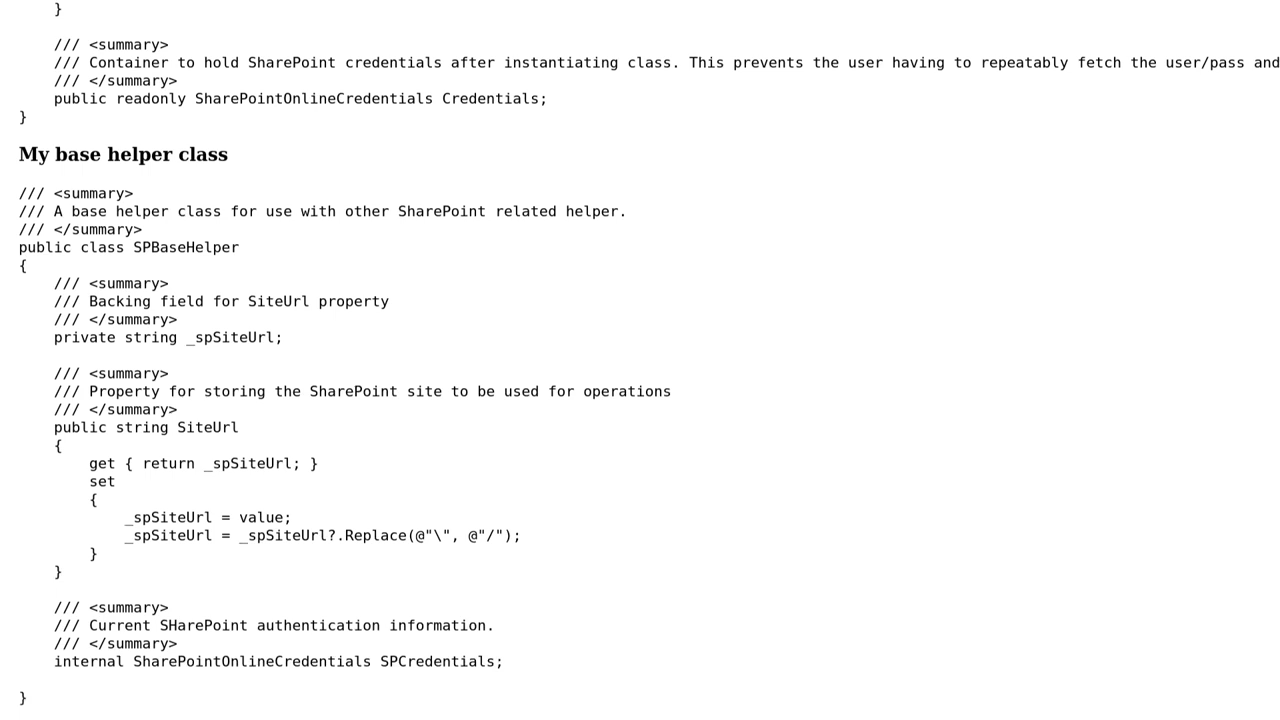 }
/// <summary>
/// Container to hold SharePoint credentials after instantiating class. This prevents the user having to repeatably fetch the user/pass and
/// </summary>
public readonly SharePointOnlineCredentials Credentials;
}
My base helper class
/// <summary>
/// A base helper class for use with other SharePoint related helper.
/// </summary>
public class SPBaseHelper
{
/// <summary>
/// Backing field for SiteUrl property
/// </summary>
private string _spSiteUrl;
/// <summary>
/// Property for storing the SharePoint site to be used for operations
/// </summary>
public string SiteUrl
{
get { return _spSiteUrl; }
set
{
_spSiteUrl = value;
_spSiteUrl = _spSiteUrl?.Replace(@"\", @"/");
}
}
/// <summary>
/// Current SHarePoint authentication information.
/// </summary>
internal SharePointOnlineCredentials SPCredentials;
}